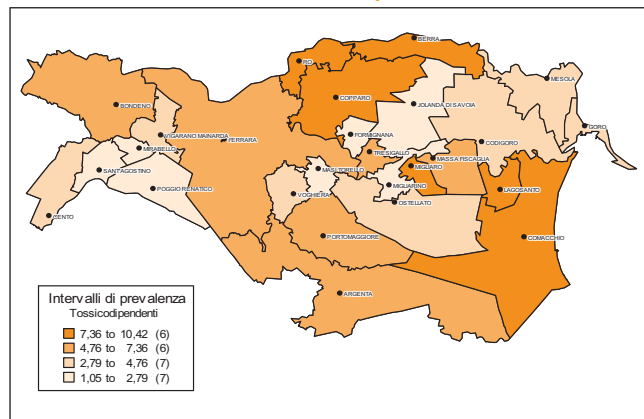 BERRA
RO
MESOLA
COPPARO
BONDENO
JOLANDA DI SAVOIA
GORO
VIGARANO MAINARDA
FORMIGNANA
FERRARA
CODIGORO
MIRABELLO
TRESIGALLO
MASSA FISCAGLIA
MIGLIARO
SANTAGOSTINO
MASI TORELLO
POGGIO RENATICO
MIGLIARINO
LAGOSANTO
VOGHIERA
OSTELLATO
CENTO
PORTOMAGGIORE
COMACCHIO
ARGENTA
Intervalli di prevalenza
Tossicodipendenti
7,36 to 10,42 (6)
4,76 to 7,36 (6)
2,79 to 4,76 (7)
1,05 to 2,79 (7)